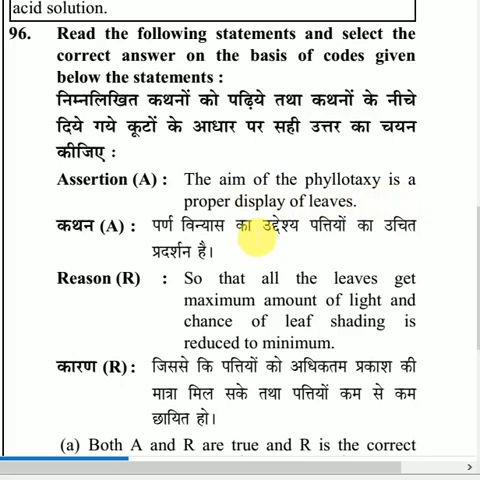 acid solution.
96. Read the following statements and select the
correct answer on the basis of codes given
below the statements :
निम्नलिखित कथनों को पढ़िये तथा कथनों के नीचे
दिये गये कूटों के आधार पर सही उत्तर का चयन
कीजिए :
Assertion (A) : The aim of the phyllotaxy is a
proper display of leaves.
कथन (A) : पर्ण विन्यास का उद्देश्य पत्तियों का उचित
प्रदर्शन है।
Reason (R) : So that all the leaves get
maximum amount of light and
chance of leaf shading is
reduced to minimum.
कारण (R) : जिससे कि पत्तियों को अधिकतम प्रकाश की
मात्रा मिल सके तथा पत्तियों कम से कम
छायित हो।
(a) Both A and R are true and R is the correct